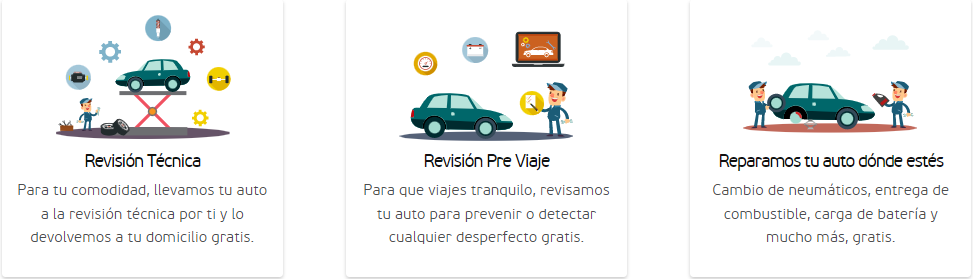 Revisión Técnica
Para tu comodidad, llevamos tu auto
a la revisión técnica por ti y lo
devolvemos a tu domicilio gratis.
Revisión Pre Viaje
Para que viajes tranquilo, revisamos
tu auto para prevenir o detectar
cualquier desperfecto gratis.
Reparamos tu auto dónde estés
Cambio de neumáticos, entrega de
combustible, carga de batería y
mucho más, gratis.